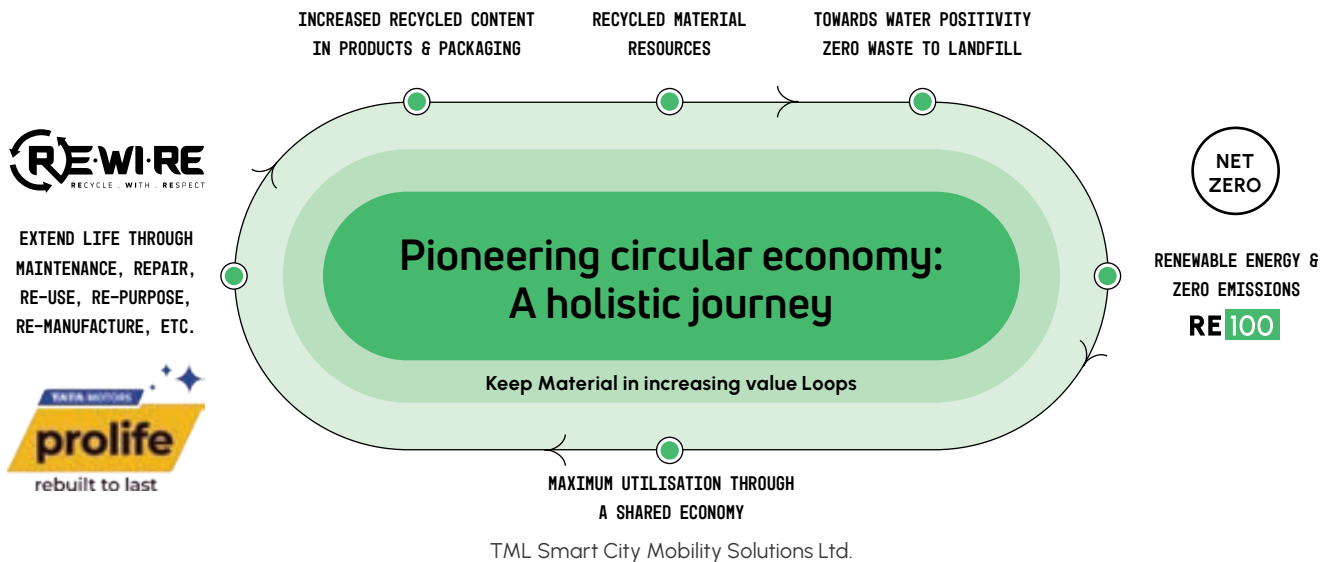 INCREASED RECYCLED CONTENT
IN PRODUCTS & PACKAGING
RECYCLED MATERIAL
RESOURCES
TOWARDS WATER POSITIVITY
ZERO WASTE TO LANDFILL
RE·WI·RE
RECYCLE . WITH . RESPECT
EXTEND LIFE THROUGH
MAINTENANCE, REPAIR,
RE-USE, RE-PURPOSE,
RE-MANUFACTURE, ETC.
TATA MOTORS
prolife
rebuilt to last
Pioneering circular economy:
A holistic journey
Keep Material in increasing value Loops
NET
ZERO
RENEWABLE ENERGY &
ZERO EMISSIONS
RE100
MAXIMUM UTILISATION THROUGH
A SHARED ECONOMY
TML Smart City Mobility Solutions Ltd.